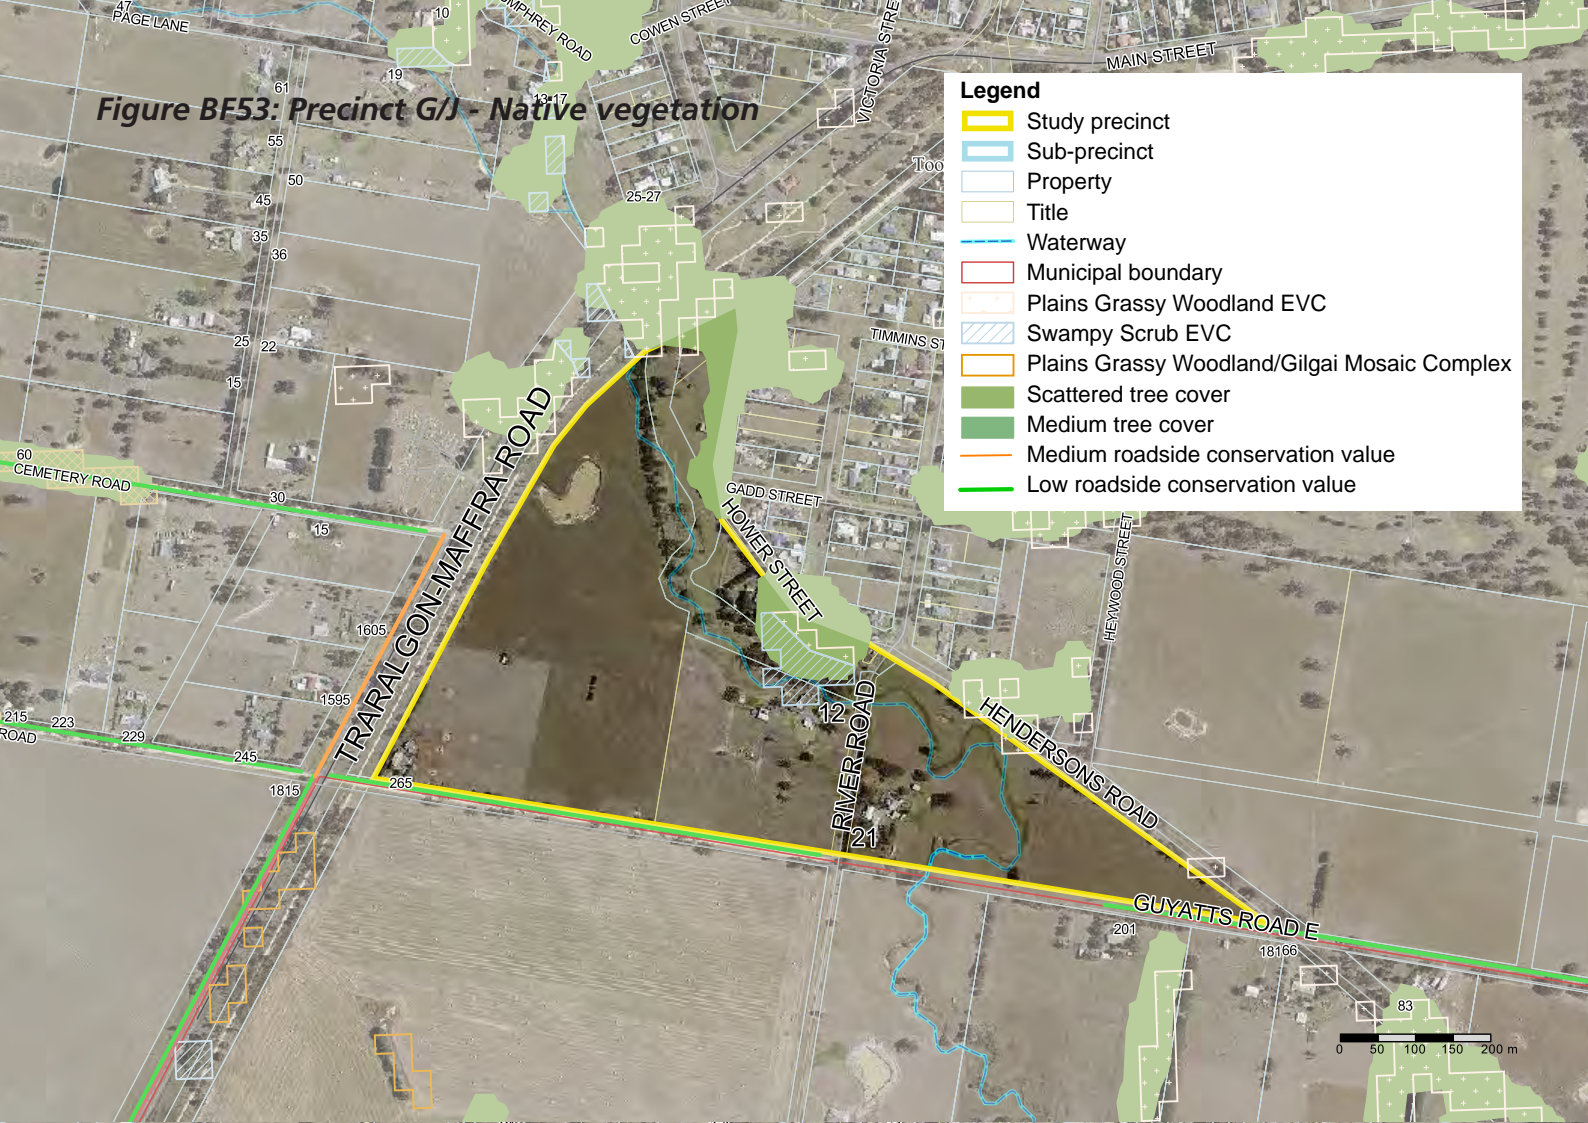 47
PAGE LANE
10
HUMPHREY ROAD
COWEN STREET
VICTORIA STRE
MAIN STREET
19
61
Figure BF53: Precinct G/J - Native vegetation
13-17
55
50
45
35
36
25-27
Too
25
22
15
TIMMINS ST
Legend
Study precinct
Sub-precinct
Property
Title
Waterway
Municipal boundary
Plains Grassy Woodland EVC
Swampy Scrub EVC
Plains Grassy Woodland/Gilgai Mosaic Complex
Scattered tree cover
Medium tree cover
Medium roadside conservation value
Low roadside conservation value
60
CEMETERY ROAD
30
15
TRARALGON-MAFFRA ROAD
GADD STREET
HOWER STREET
HEYWOOD STREET
1605
1595
215
223
229
ROAD
245
1815
265
12
RIVER ROAD
21
HENDERSONS ROAD
GUYATTS ROAD E
201
18166
83
0 50 100 150 200 m